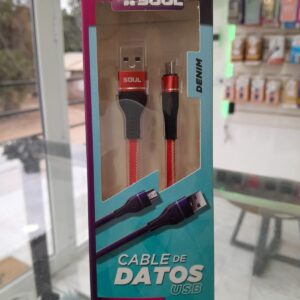 SOUL
SOUL
DENIM
CABLE DE
DATOS
USB